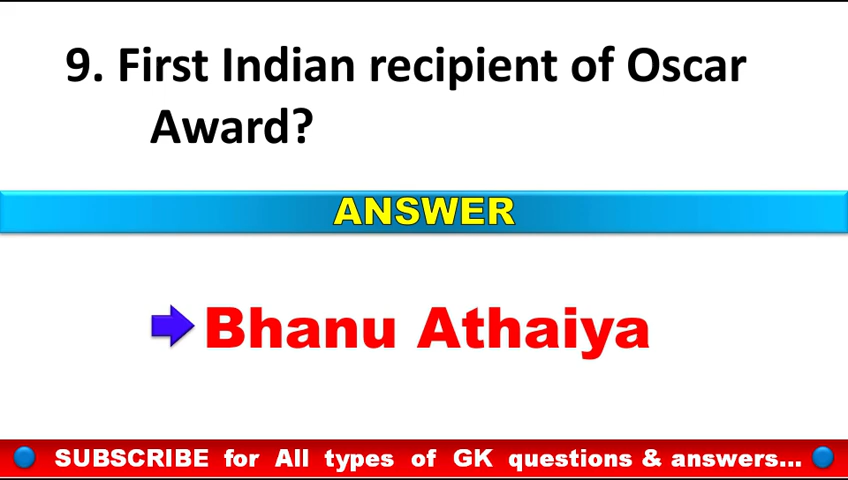 9. First Indian recipient of Oscar
Award?
ANSWER
Bhanu Athaiya
SUBSCRIBE for All types of GK questions & answers...